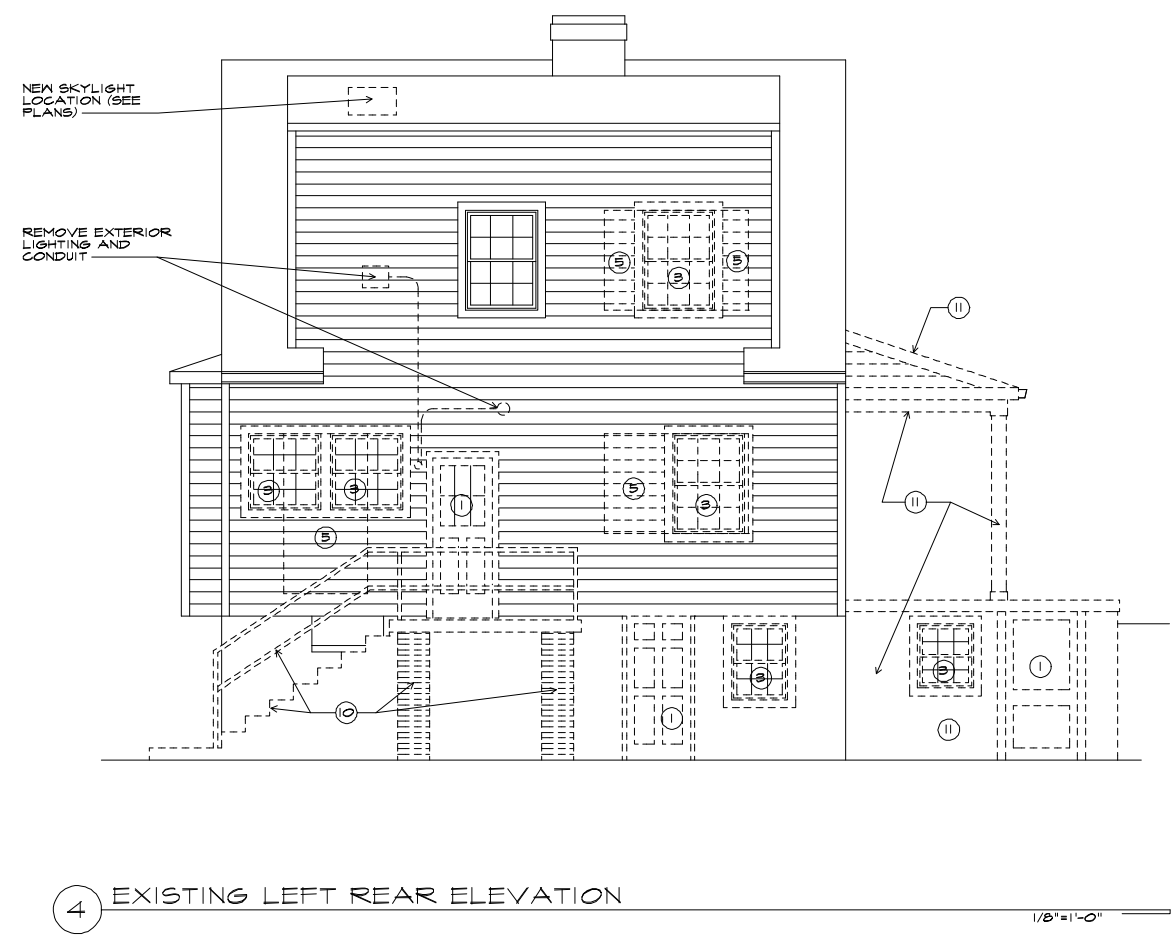 NEW SKYLIGHT
LOCATION (SEE
PLANS)
REMOVE EXTERIOR
LIGHTING AND
CONDUIT
5
3
5
11
3
3
1
5
3
11
5
3
1
3
3
1
10
11
4
EXISTING LEFT REAR ELEVATION
1/8"=1'-0"